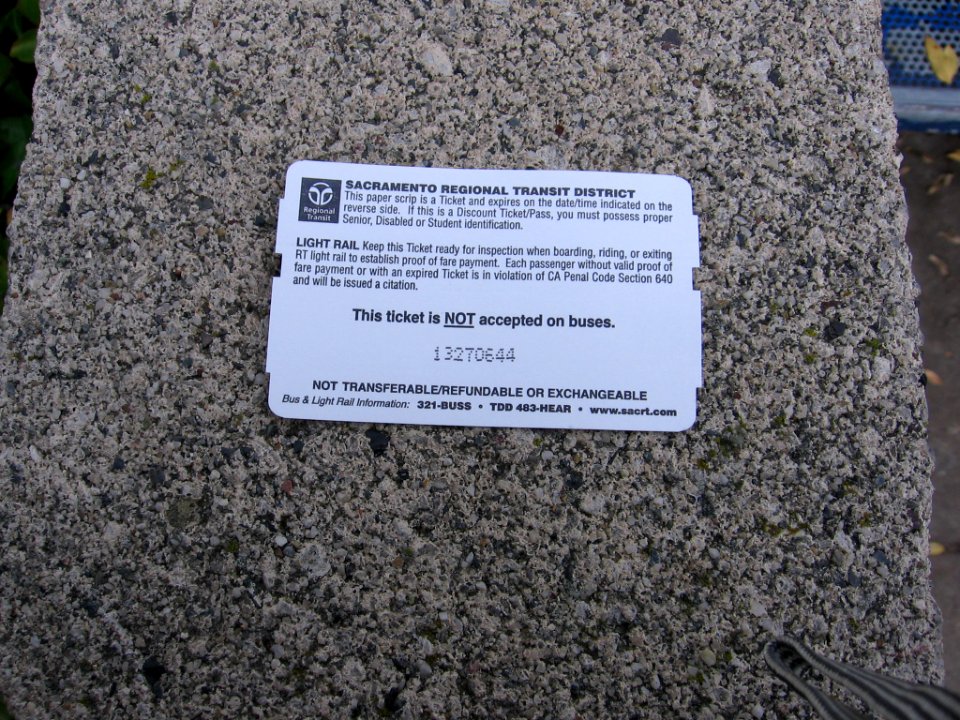 Regional
Transit
SACRAMENTO REGIONAL TRANSIT DISTRICT
This paper scrip is a Ticket and expires on the date/time indicated on the
reverse side. If this is a Discount Ticket/Pass, you must possess proper
Senior, Disabled or Student identification.
LIGHT RAIL Keep this Ticket ready for inspection when boarding, riding, or exiting
RT light rail to establish proof of fare payment. Each passenger without valid proof of
fare payment or with an expired Ticket is in violation of CA Penal Code Section 640
and will be issued a citation.
This ticket is NOT accepted on buses.
13270644
NOT TRANSFERABLE/REFUNDABLE OR EXCHANGEABLE
Bus & Light Rail Information: 321-BUSS • TDD 483-HEAR • www.sacrt.com